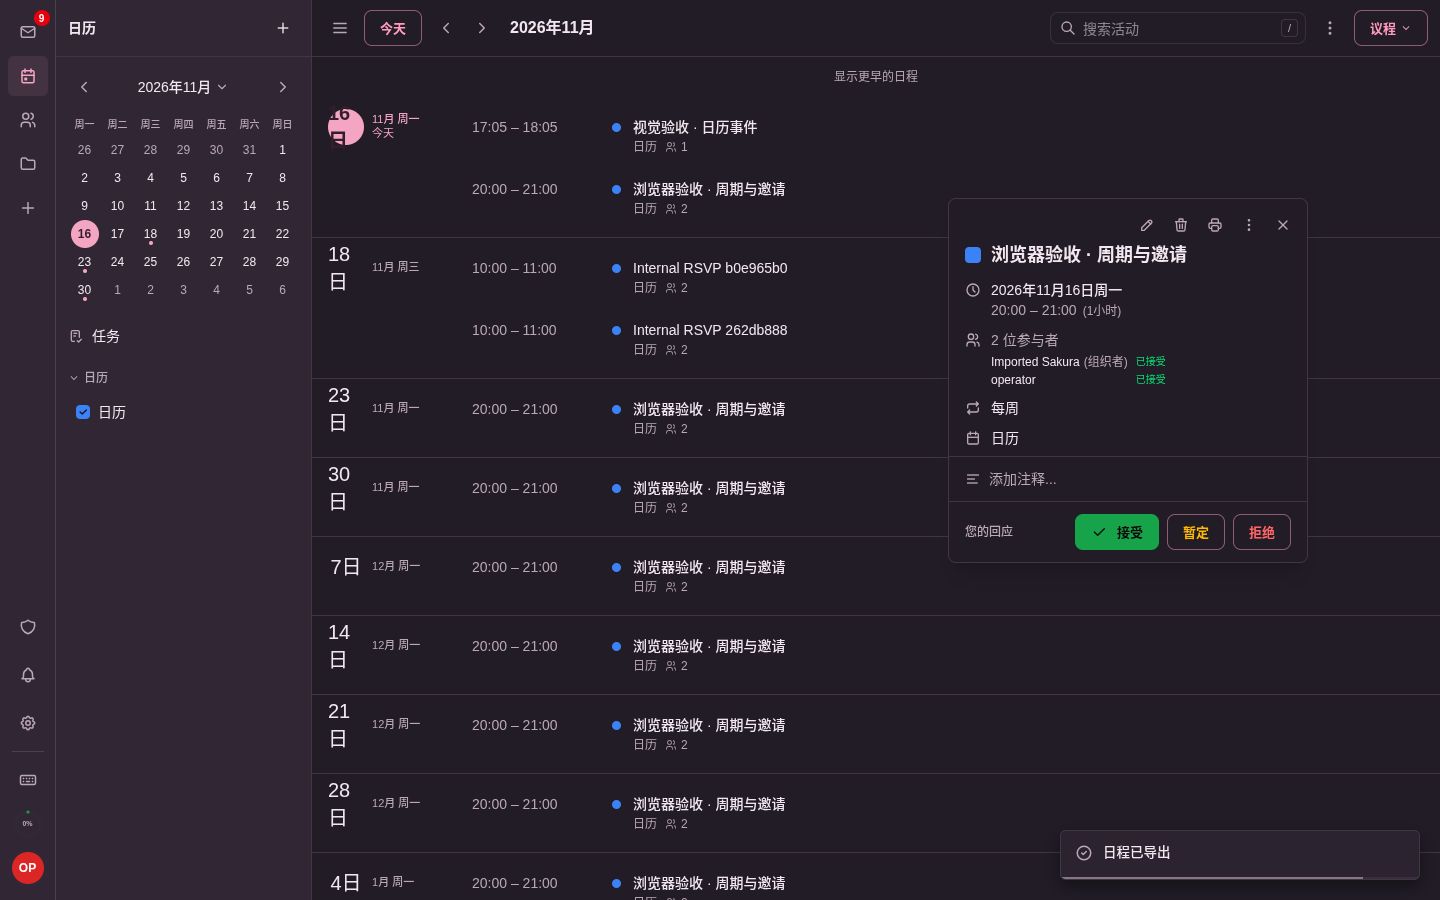 9
日历
今天
2026年11月
搜索活动
/
议程
2026年11月
周一 周二 周三 周四 周五 周六 周日
26 27 28 29 30 31 1
2 3 4 5 6 7 8
9 10 11 12 13 14 15
16 17 18 19 20 21 22
23 24 25 26 27 28 29
30 1 2 3 4 5 6
任务
日历
日历
0%
OP
显示更早的日程
16日
11月 周一
今天
17:05 – 18:05
视觉验收 · 日历事件
日历 1
20:00 – 21:00
浏览器验收 · 周期与邀请
日历 2
18日
11月 周三
10:00 – 11:00
Internal RSVP b0e965b0
日历 2
10:00 – 11:00
Internal RSVP 262db888
日历 2
23日
11月 周一
20:00 – 21:00
浏览器验收 · 周期与邀请
日历 2
30日
11月 周一
20:00 – 21:00
浏览器验收 · 周期与邀请
日历 2
7日
12月 周一
20:00 – 21:00
浏览器验收 · 周期与邀请
日历 2
14日
12月 周一
20:00 – 21:00
浏览器验收 · 周期与邀请
日历 2
21日
12月 周一
20:00 – 21:00
浏览器验收 · 周期与邀请
日历 2
28日
12月 周一
20:00 – 21:00
浏览器验收 · 周期与邀请
日历 2
4日
1月 周一
20:00 – 21:00
浏览器验收 · 周期与邀请
浏览器验收 · 周期与邀请
2026年11月16日周一
20:00 – 21:00 (1小时)
2 位参与者
Imported Sakura (组织者) 已接受
operator 已接受
每周
日历
添加注释...
您的回应
接受
暂定
拒绝
日程已导出